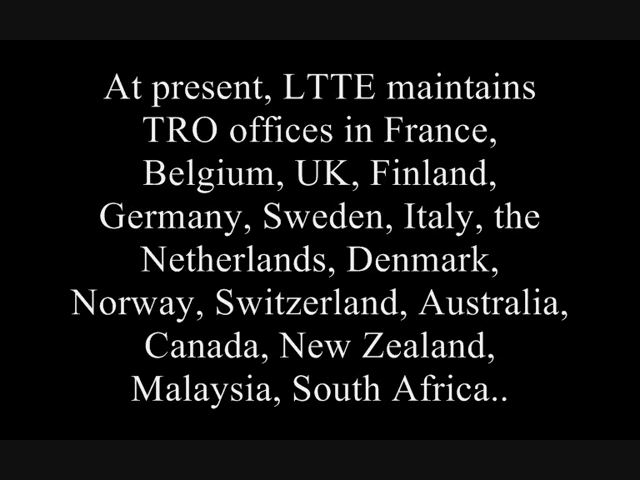 At present, LTTE maintains
TRO offices in France,
Belgium, UK, Finland,
Germany, Sweden, Italy, the
Netherlands, Denmark,
Norway, Switzerland, Australia,
Canada, New Zealand,
Malaysia, South Africa..